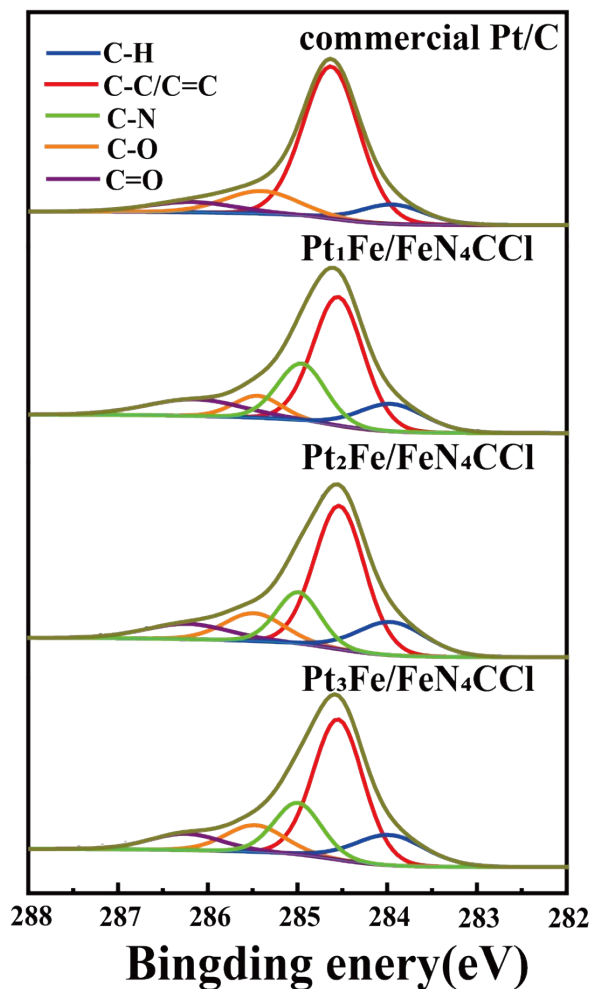 commercial Pt/C
C-H
C-C/C=C
C-N
C-O
C=O
Pt₁Fe/FeN₄CCl
Pt₂Fe/FeN₄CCl
Pt₃Fe/FeN₄CCl
288 287 286 285 284 283 282
Bingding enery(eV)